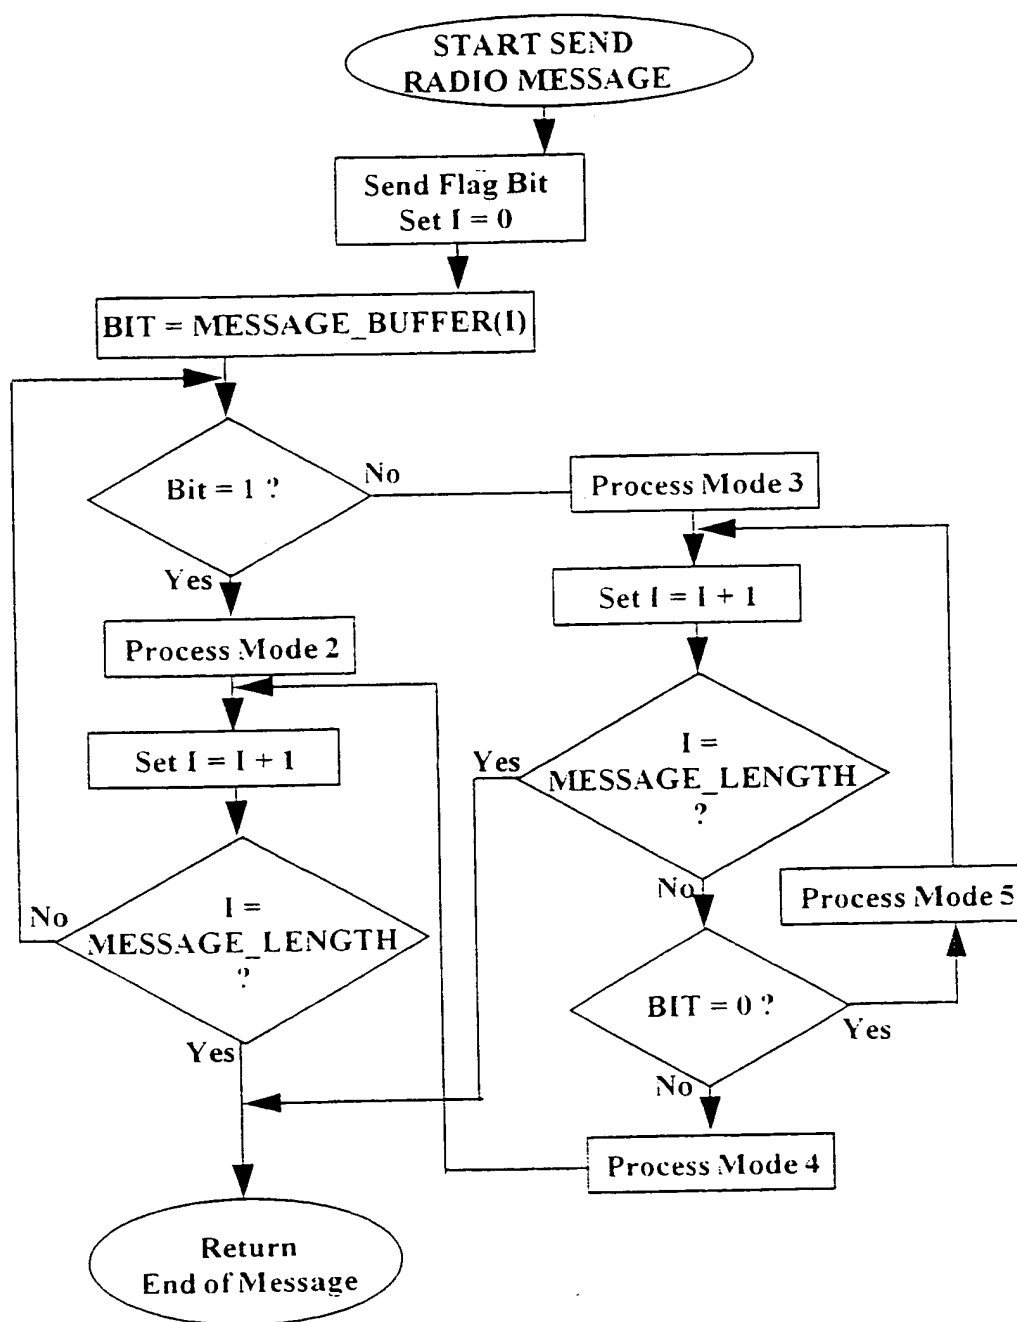 START SEND
RADIO MESSAGE
Send Flag Bit
Set I = 0
BIT = MESSAGE_BUFFER(I)
Bit = 1 ?
No
Process Mode 3
Yes
Set I = I + 1
Process Mode 2
Set I = I + 1
Yes
I =
MESSAGE_LENGTH
?
No
Process Mode 5
No
I =
MESSAGE_LENGTH
?
BIT = 0 ?
Yes
Yes
No
Process Mode 4
Return
End of Message